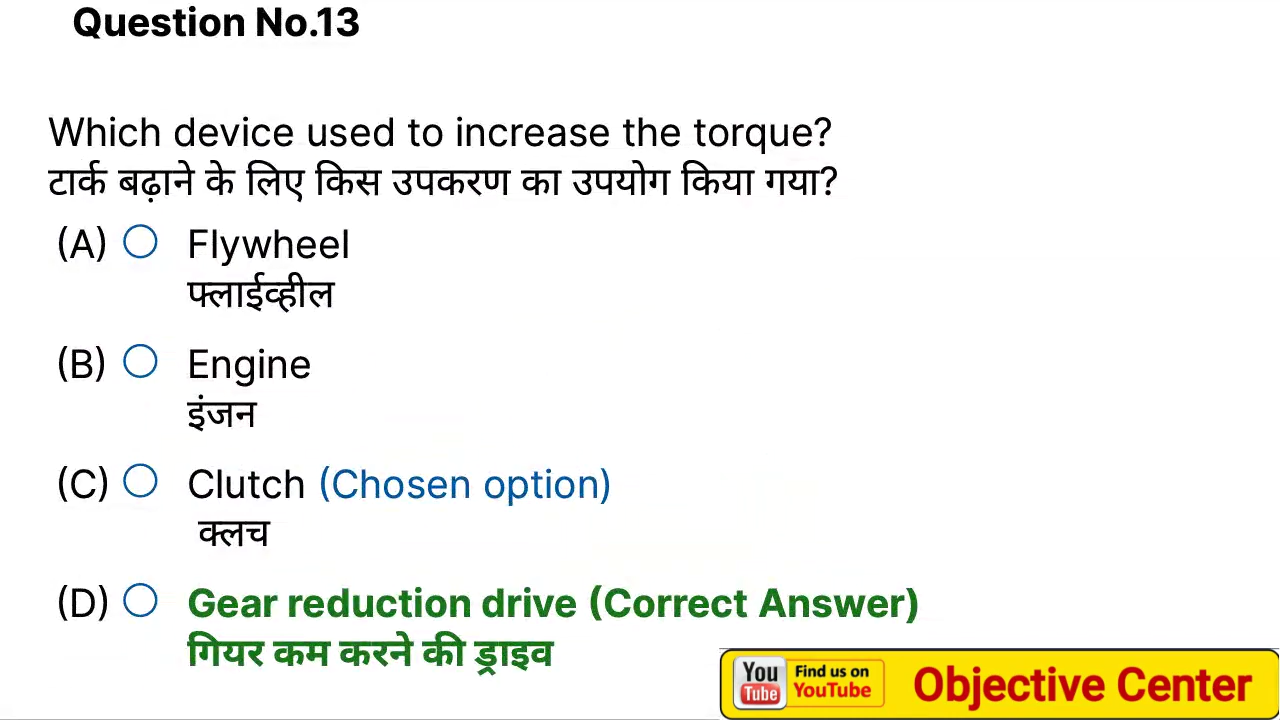 Question No.13
Which device used to increase the torque?
टार्क बढ़ाने के लिए किस उपकरण का उपयोग किया गया?
(A) Flywheel
फ्लाईव्हील
(B) Engine
इंजन
(C) Clutch (Chosen option)
क्लच
(D) Gear reduction drive (Correct Answer)
गियर कम करने की ड्राइव
You Tube
Find us on
YouTube
Objective Center